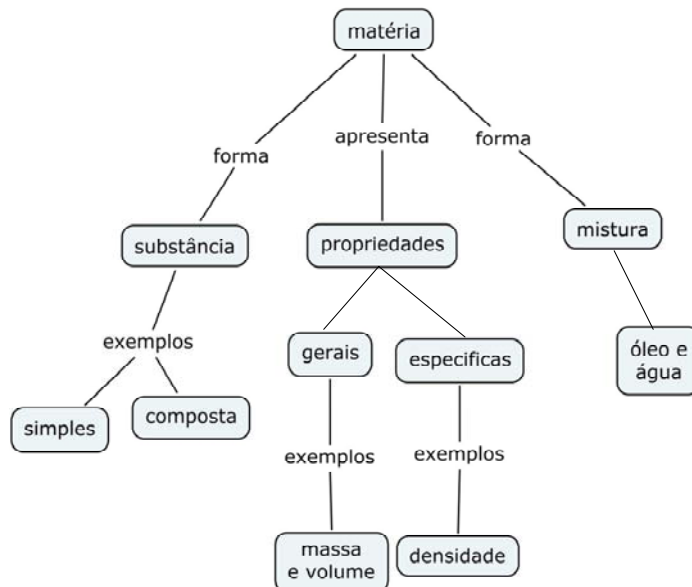 matéria
forma
apresenta
forma
substância
propriedades
mistura
exemplos
gerais
especificas
óleo e
água
simples
composta
exemplos
exemplos
massa
e volume
densidade